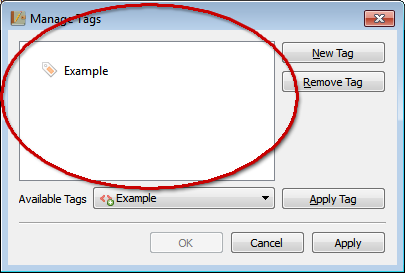 Manage Tags
Example
New Tag
Remove Tag
Available Tags
Example
Apply Tag
OK
Cancel
Apply